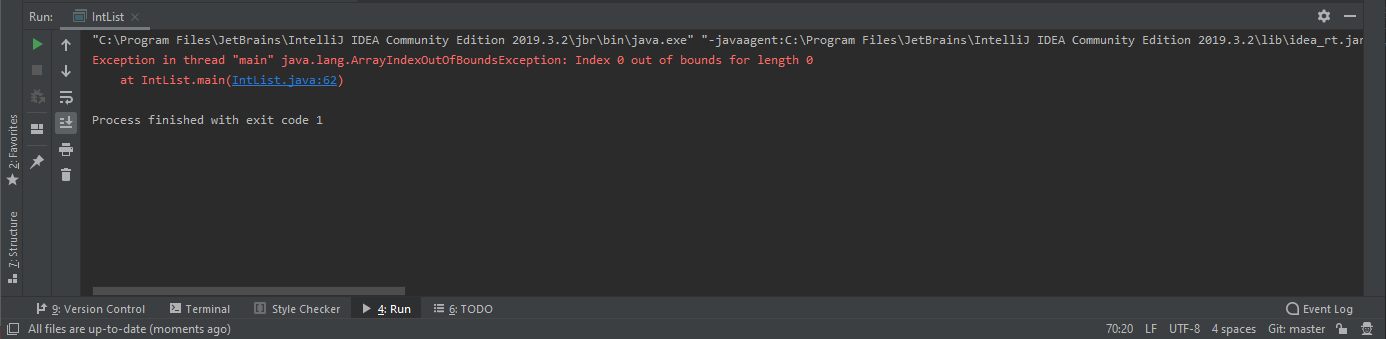 Run: IntList
"C:\Program Files\JetBrains\IntelliJ IDEA Community Edition 2019.3.2\jbr\bin\java.exe" "-javaagent:C:\Program Files\JetBrains\IntelliJ IDEA Community Edition 2019.3.2\lib\idea_rt.jar
Exception in thread "main" java.lang.ArrayIndexOutOfBoundsException: Index 0 out of bounds for length 0
at IntList.main(IntList.java:62)
Process finished with exit code 1
2: Favorites
7: Structure
9: Version Control Terminal Style Checker 4: Run 6: TODO Event Log
All files are up-to-date (moments ago) 70:20 LF UTF-8 4 spaces Git: master